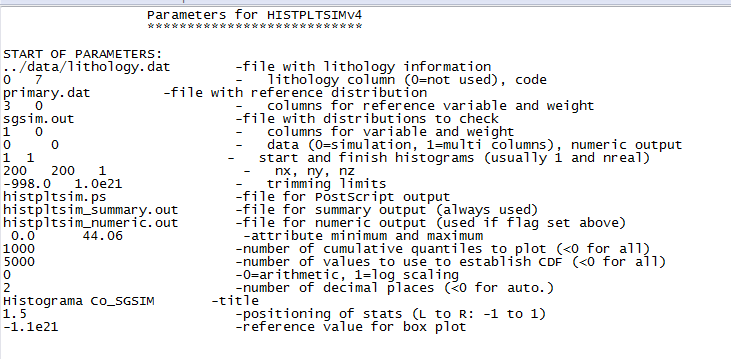 Parameters for HISTPLTSIMv4
***************************
START OF PARAMETERS:
../data/lithology.dat -file with lithology information
0 7 - lithology column (0=not used), code
primary.dat -file with reference distribution
3 0 - columns for reference variable and weight
sgsim.out -file with distributions to check
1 0 - columns for variable and weight
0 0 - data (0=simulation, 1=multi columns), numeric output
1 1 - start and finish histograms (usually 1 and nreal)
200 200 1 - nx, ny, nz
-998.0 1.0e21 - trimming limits
histpltsim.ps -file for PostScript output
histpltsim_summary.out -file for summary output (always used)
histpltsim_numeric.out -file for numeric output (used if flag set above)
0.0 44.06 -attribute minimum and maximum
1000 -number of cumulative quantiles to plot (<0 for all)
5000 -number of values to use to establish CDF (<0 for all)
0 -0=arithmetic, 1=log scaling
2 -number of decimal places (<0 for auto.)
Histograma Co_SGSIM -title
1.5 -positioning of stats (L to R: -1 to 1)
-1.1e21 -reference value for box plot